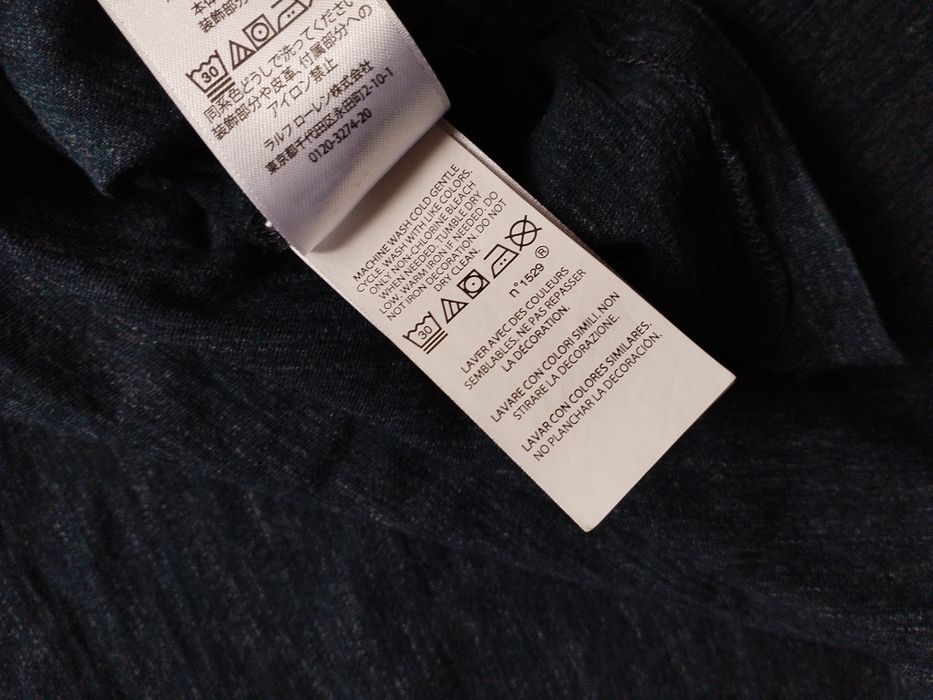 装飾部分
30
同系色どうしで洗ってください
装飾部分や皮革、付属部分への
アイロン禁止
ラルフ ローレン株式会社
東京都千代田区永田町2-10-1
0120-3274-20
MACHINE WASH COLD GENTLE
CYCLE. WASH WITH LIKE COLORS.
ONLY NON-CHLORINE BLEACH
WHEN NEEDED. TUMBLE DRY
LOW. WARM IRON IF NEEDED. DO
NOT IRON DECORATION. DO NOT
DRY CLEAN.
30
n°1529 ®
LAVER AVEC DES COULEURS
SEMBLABLES. NE PAS REPASSER
LA DÉCORATION.
LAVARE CON COLORI SIMILI. NON
STIRARE LA DECORAZIONE.
LAVAR CON COLORES SIMILARES.
NO PLANCHAR LA DECORACIÓN.